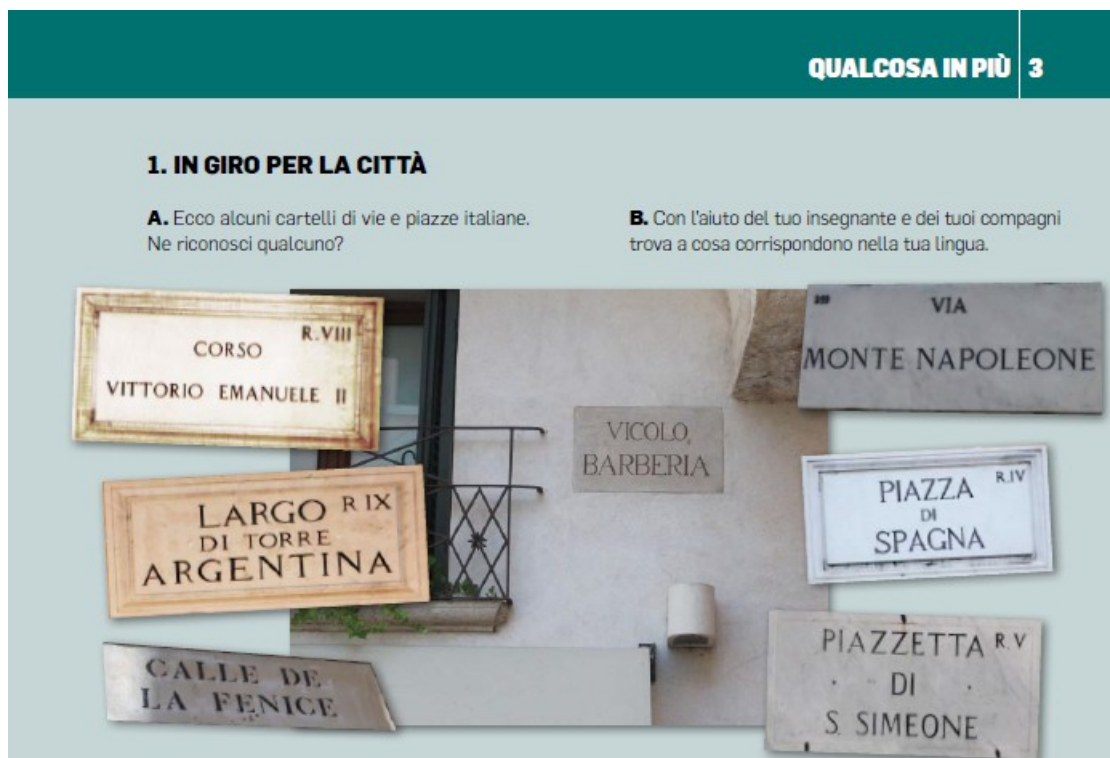 QUALCOSA IN PIÙ 3
1. IN GIRO PER LA CITTÀ
A. Ecco alcuni cartelli di vie e piazze italiane.
Ne riconosci qualcuno?
B. Con l'aiuto del tuo insegnante e dei tuoi compagni
trova a cosa corrispondono nella tua lingua.
R.VIII
CORSO
VITTORIO EMANUELE II
VIA
MONTE NAPOLEONE
VICOLO
BARBERIA
LARGO R IX
DI TORRE
ARGENTINA
PIAZZA R.IV
DI
SPAGNA
CALLE DE
LA FENICE
PIAZZETTA R.V
DI
S. SIMEONE